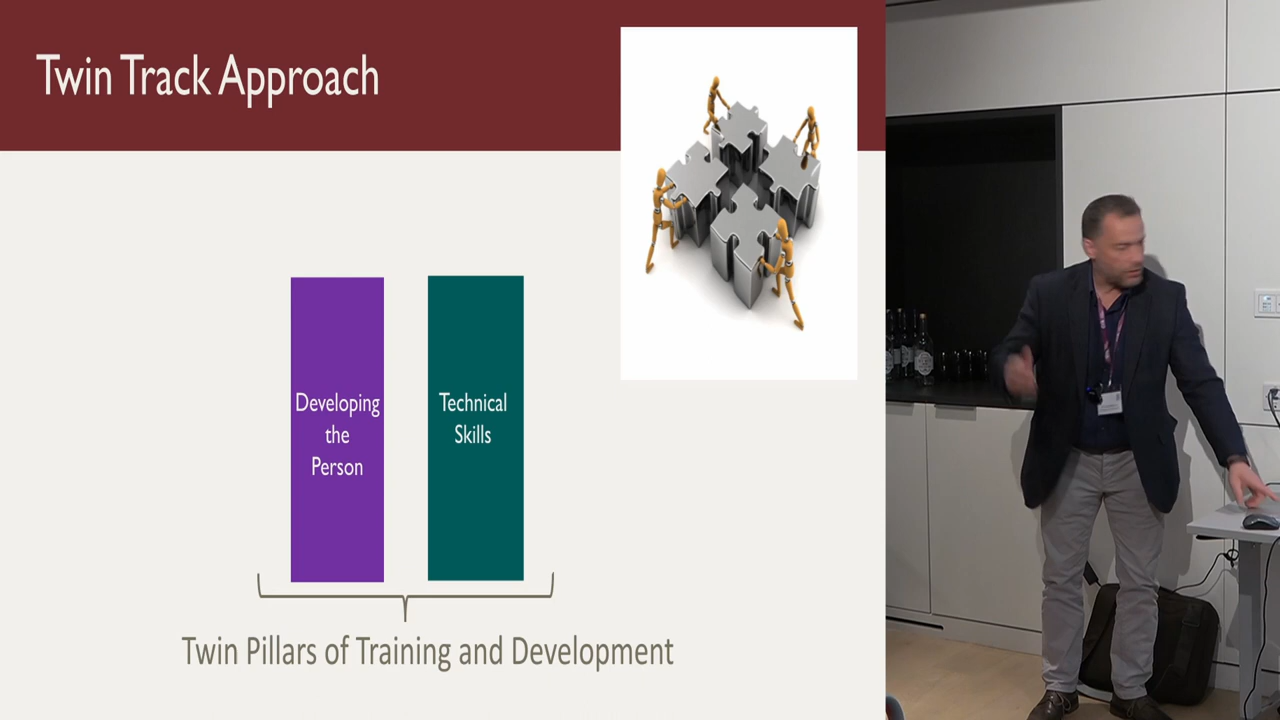 Twin Track Approach
Developing
the
Person
Technical
Skills
Twin Pillars of Training and Development